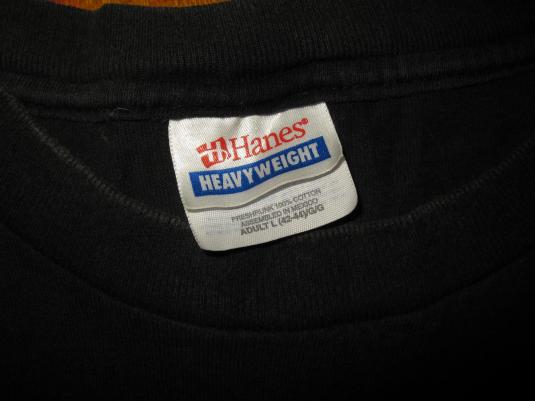 Hanes®
HEAVYWEIGHT
PRESHRUNK 100% COTTON
ASSEMBLED IN MEXICO
ADULT L (42-44)/G/G